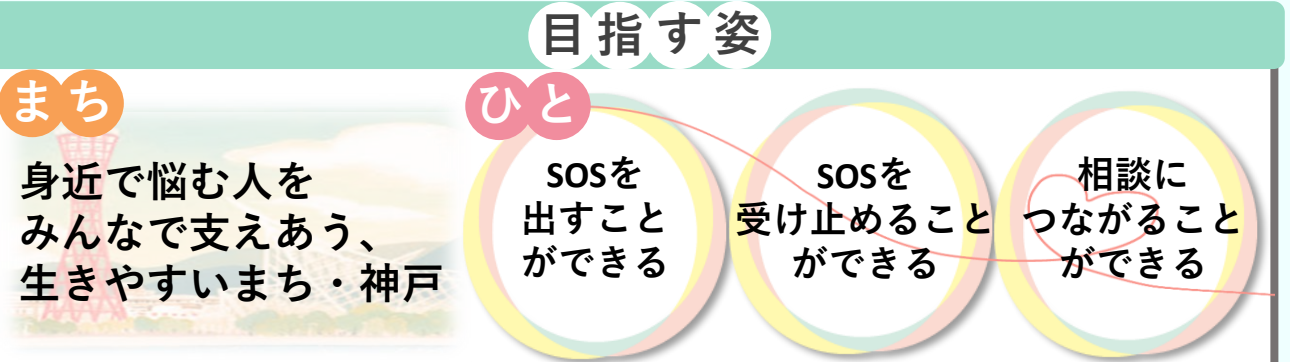 目指す姿
まち
身近で悩む人を
みんなで支えあう、
生きやすいまち・神戸
ひと
SOSを
出すこと
ができる
SOSを
受け止めること
ができる
相談に
つながること
ができる